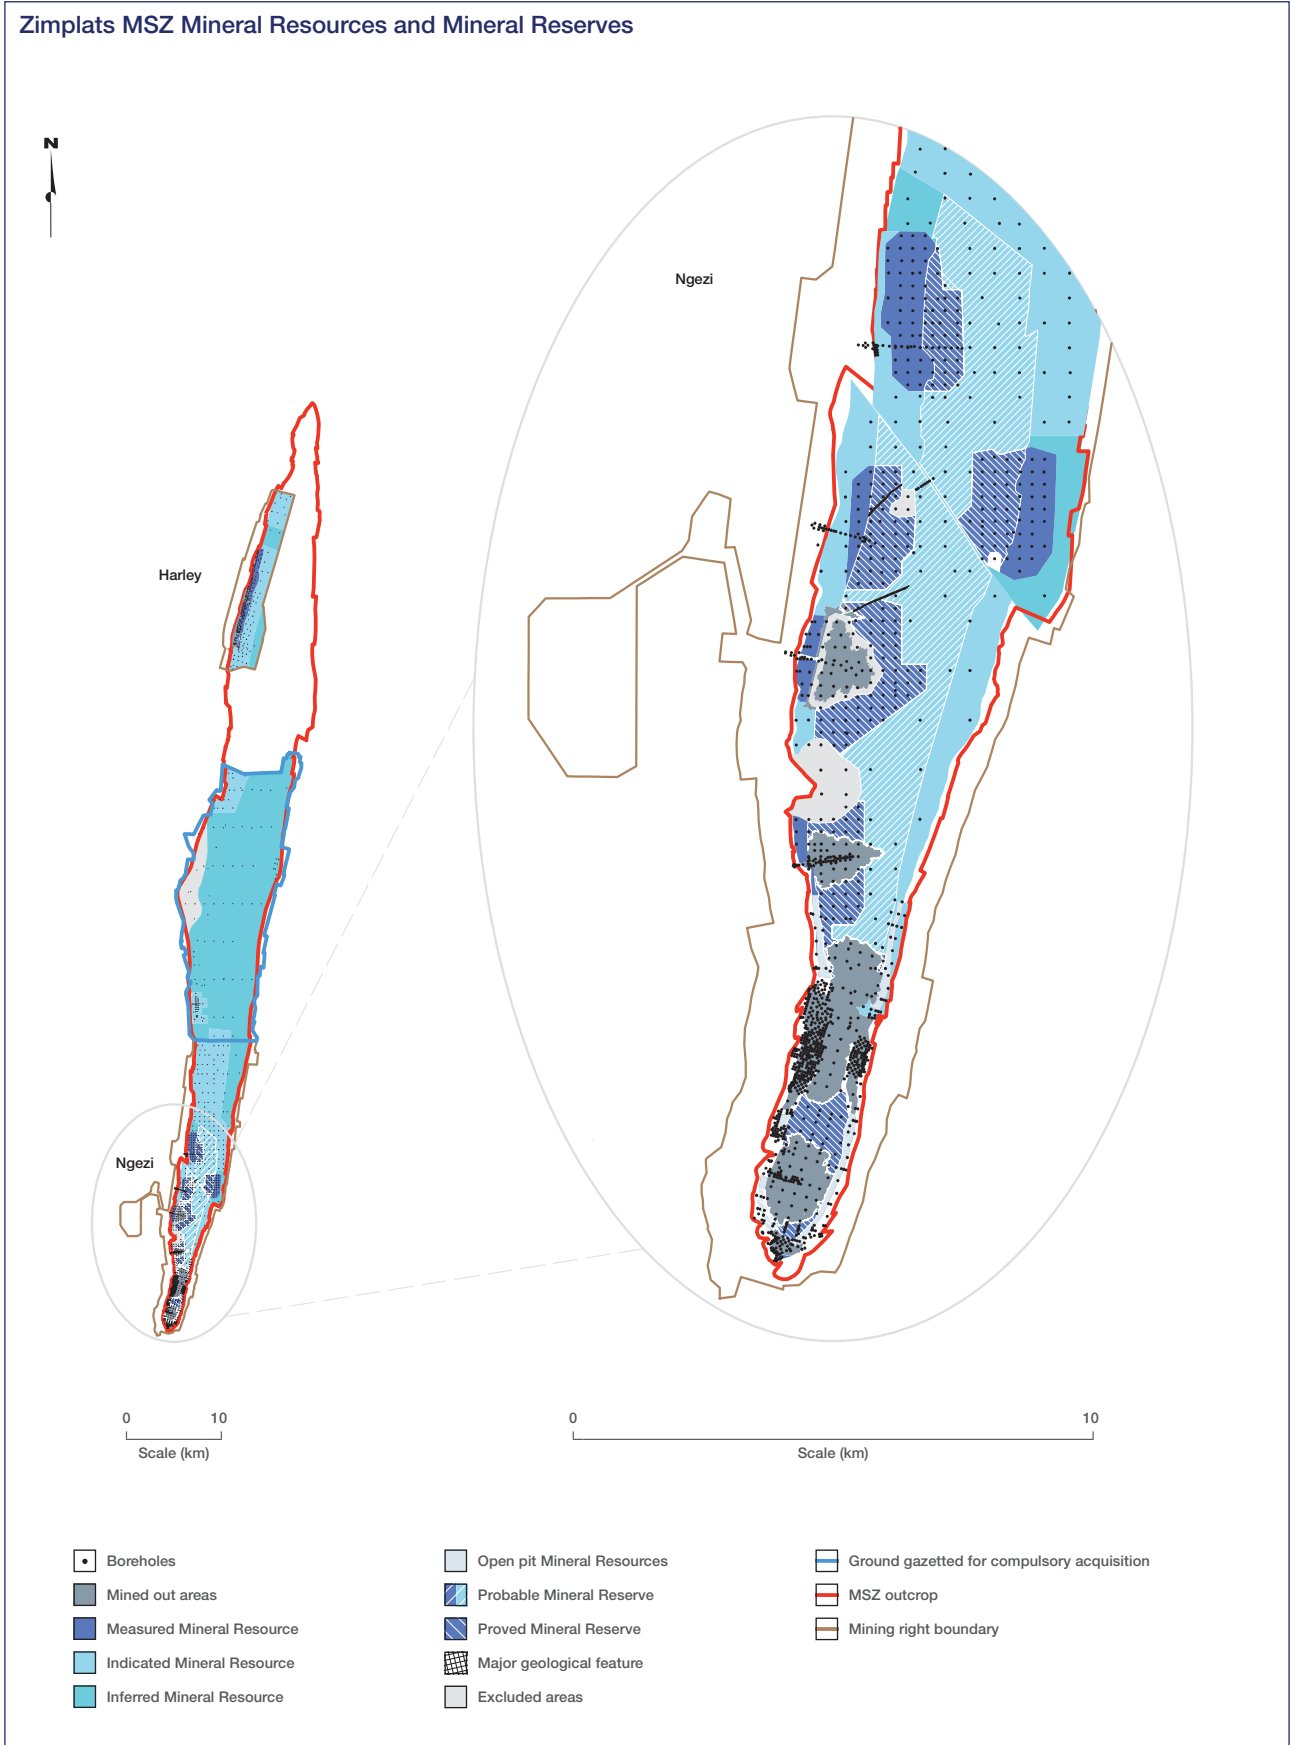 Zimplats MSZ Mineral Resources and Mineral Reserves
N
Ngezi
Harley
Ngezi
0 10
Scale (km)
0 10
Scale (km)
Boreholes
Mined out areas
Measured Mineral Resource
Indicated Mineral Resource
Inferred Mineral Resource
Open pit Mineral Resources
Probable Mineral Reserve
Proved Mineral Reserve
Major geological feature
Excluded areas
Ground gazetted for compulsory acquisition
MSZ outcrop
Mining right boundary